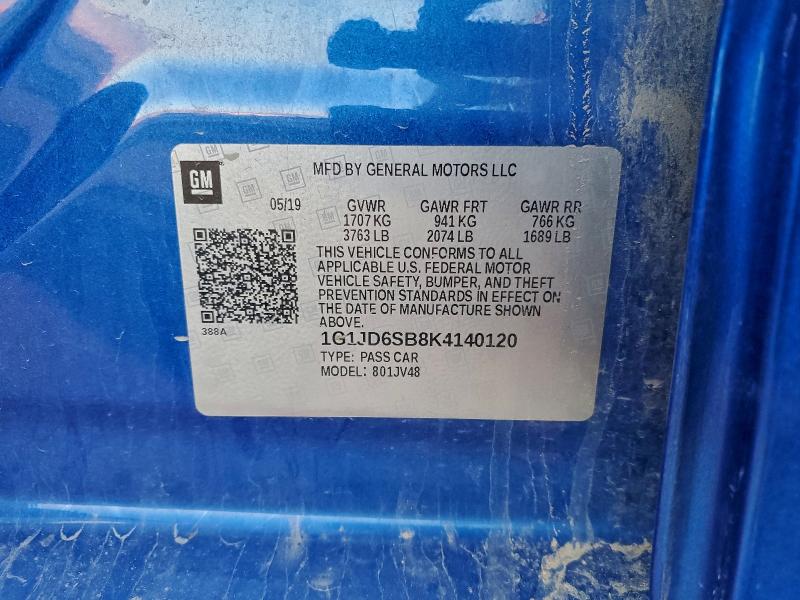 GM
MFD BY GENERAL MOTORS LLC
05/19 GVWR GAWR FRT GAWR RR
1707 KG 941 KG 766 KG
3763 LB 2074 LB 1689 LB
THIS VEHICLE CONFORMS TO ALL
APPLICABLE U.S. FEDERAL MOTOR
VEHICLE SAFETY, BUMPER, AND THEFT
PREVENTION STANDARDS IN EFFECT ON
THE DATE OF MANUFACTURE SHOWN
ABOVE.
388A
1G1JD6SB8K4140120
TYPE: PASS CAR
MODEL: 801JV48